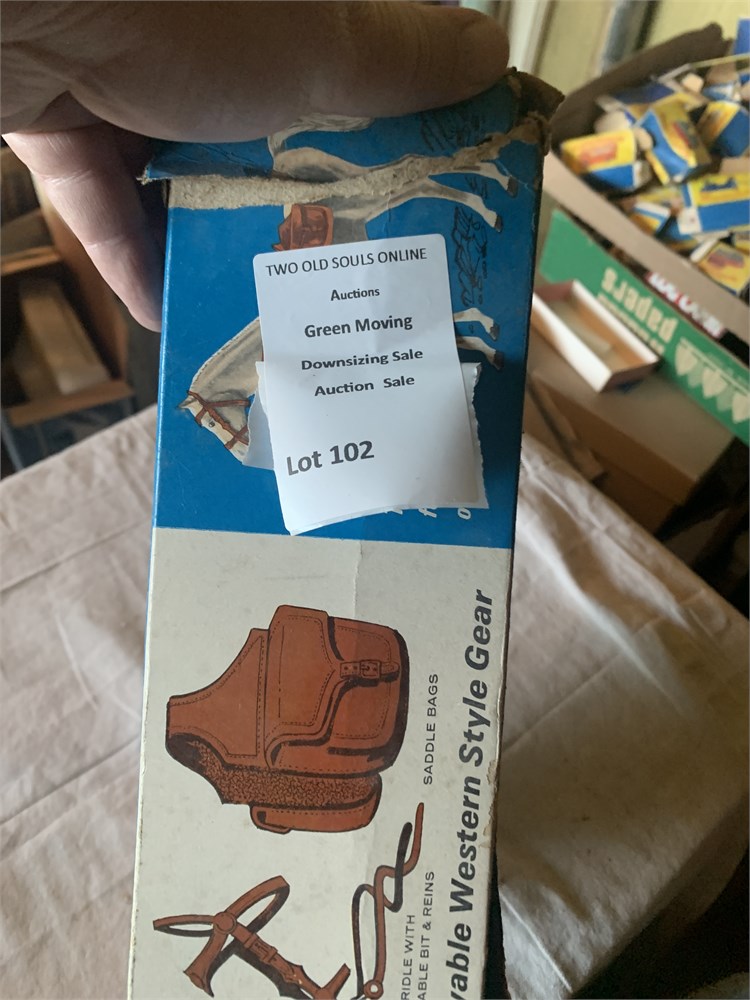 TWO OLD SOULS ONLINE
Auctions
Green Moving
Downsizing Sale
Auction Sale
Lot 102
SADDLE BAGS
vable Western Style Gear
RIDLE WITH
ABLE BIT & REINS
papers